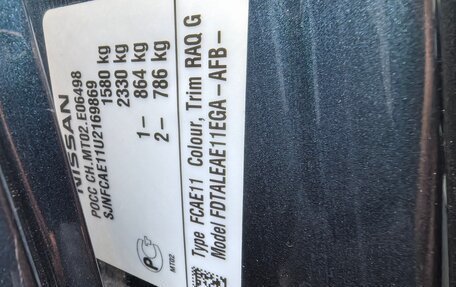 NISSAN
POCC CH.MT02.E06498
SJNFCAE11U2169869
1580 kg
2330 kg
1– 864 kg
2– 786 kg
MT02
Type FCAE11 Colour, Trim RAQ G
Model FDTALEAE11EGA–AFB–